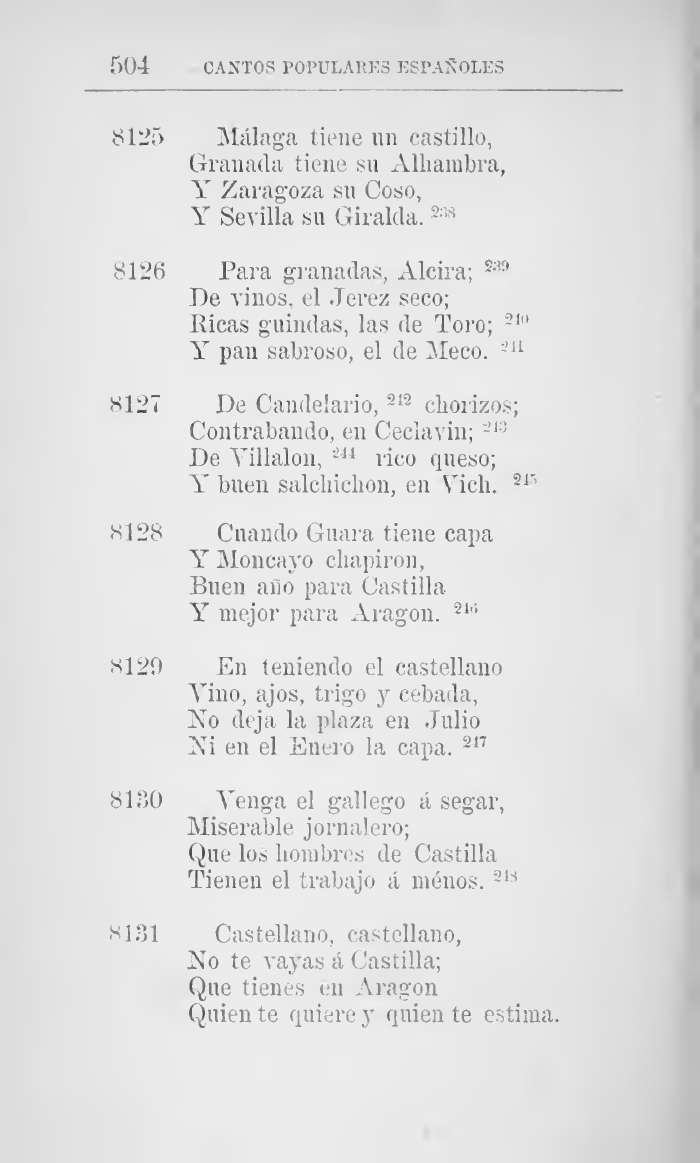 504 CANTOS POPULARES ESPAÑOLES
8125 Málaga tiene un castillo,
Granada tiene su Alhambra,
Y Zaragoza su Coso,
Y Sevilla su Giralda. 238
8126 Para granadas, Alcira; 239
De vinos, el Jerez seco;
Ricas guindas, las de Toro; 240
Y pan sabroso, el de Meco. 241
8127 De Candelario, 242 chorizos;
Contrabando, en Ceclavin; 243
De Villalon, 244 rico queso;
Y buen salchichon, en Vich. 245
8128 Cuando Guara tiene capa
Y Moncayo chapiron,
Buen año para Castilla
Y mejor para Aragon. 246
8129 En teniendo el castellano
Vino, ajos, trigo y cebada,
No deja la plaza en Julio
Ni en el Enero la capa. 247
8130 Venga el gallego á segar,
Miserable jornalero;
Que los hombres de Castilla
Tienen el trabajo á ménos. 248
8131 Castellano, castellano,
No te vayas á Castilla;
Que tienes en Aragon
Quien te quiere y quien te estima.